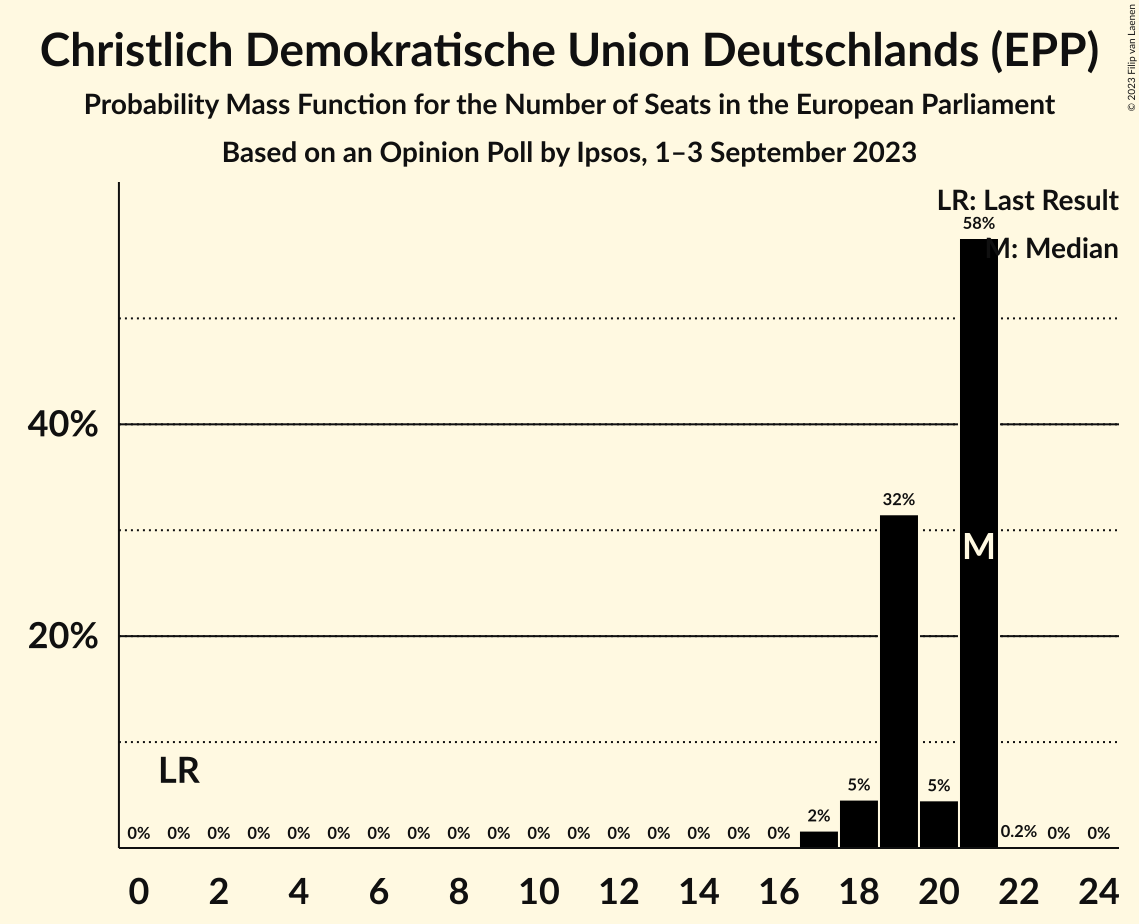 Christlich Demokratische Union Deutschlands (EPP)
Probability Mass Function for the Number of Seats in the European Parliament
Based on an Opinion Poll by Ipsos, 1–3 September 2023
© 2023 Filip van Laenen
LR: Last Result
58%
M: Median
40%
32%
M
20%
LR
0% 0% 0% 0% 0% 0% 0% 0% 0% 0% 0% 0% 0% 0% 0% 0% 0% 2% 5% 5% 0.2% 0% 0%
0 2 4 6 8 10 12 14 16 18 20 22 24